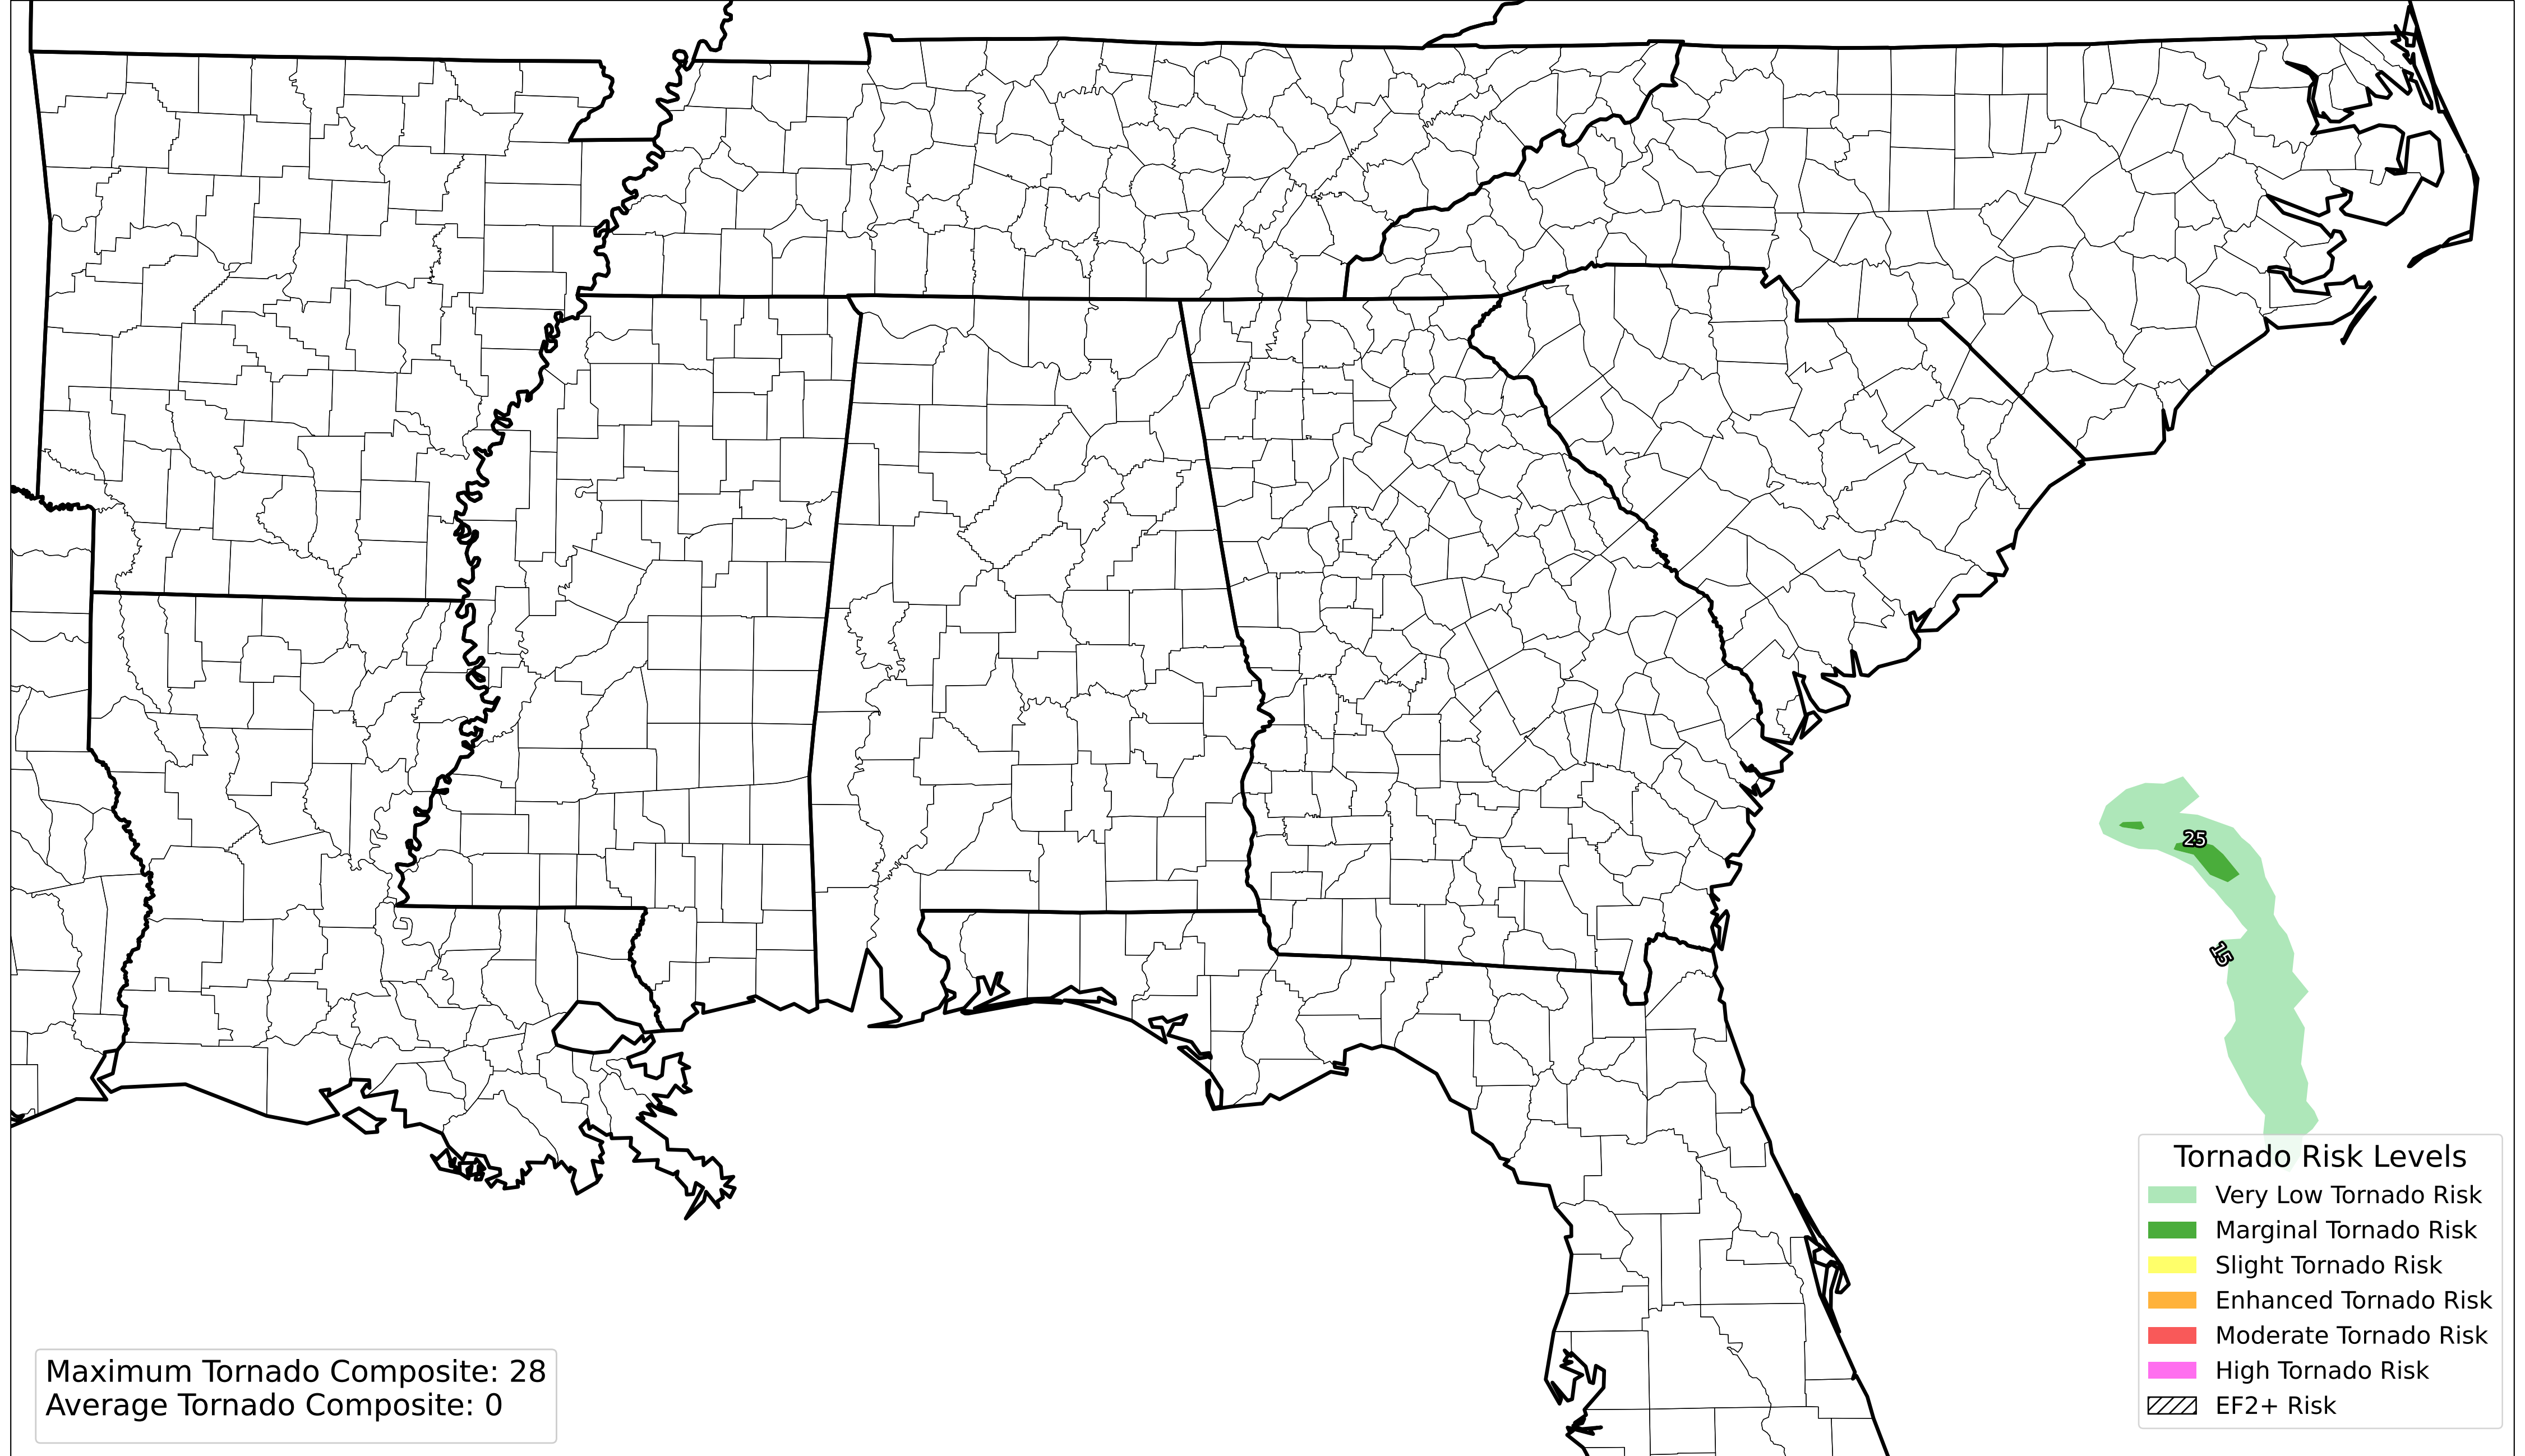 25
15
Tornado Risk Levels
Very Low Tornado Risk
Marginal Tornado Risk
Slight Tornado Risk
Enhanced Tornado Risk
Moderate Tornado Risk
High Tornado Risk
EF2+ Risk
Maximum Tornado Composite: 28
Average Tornado Composite: 0